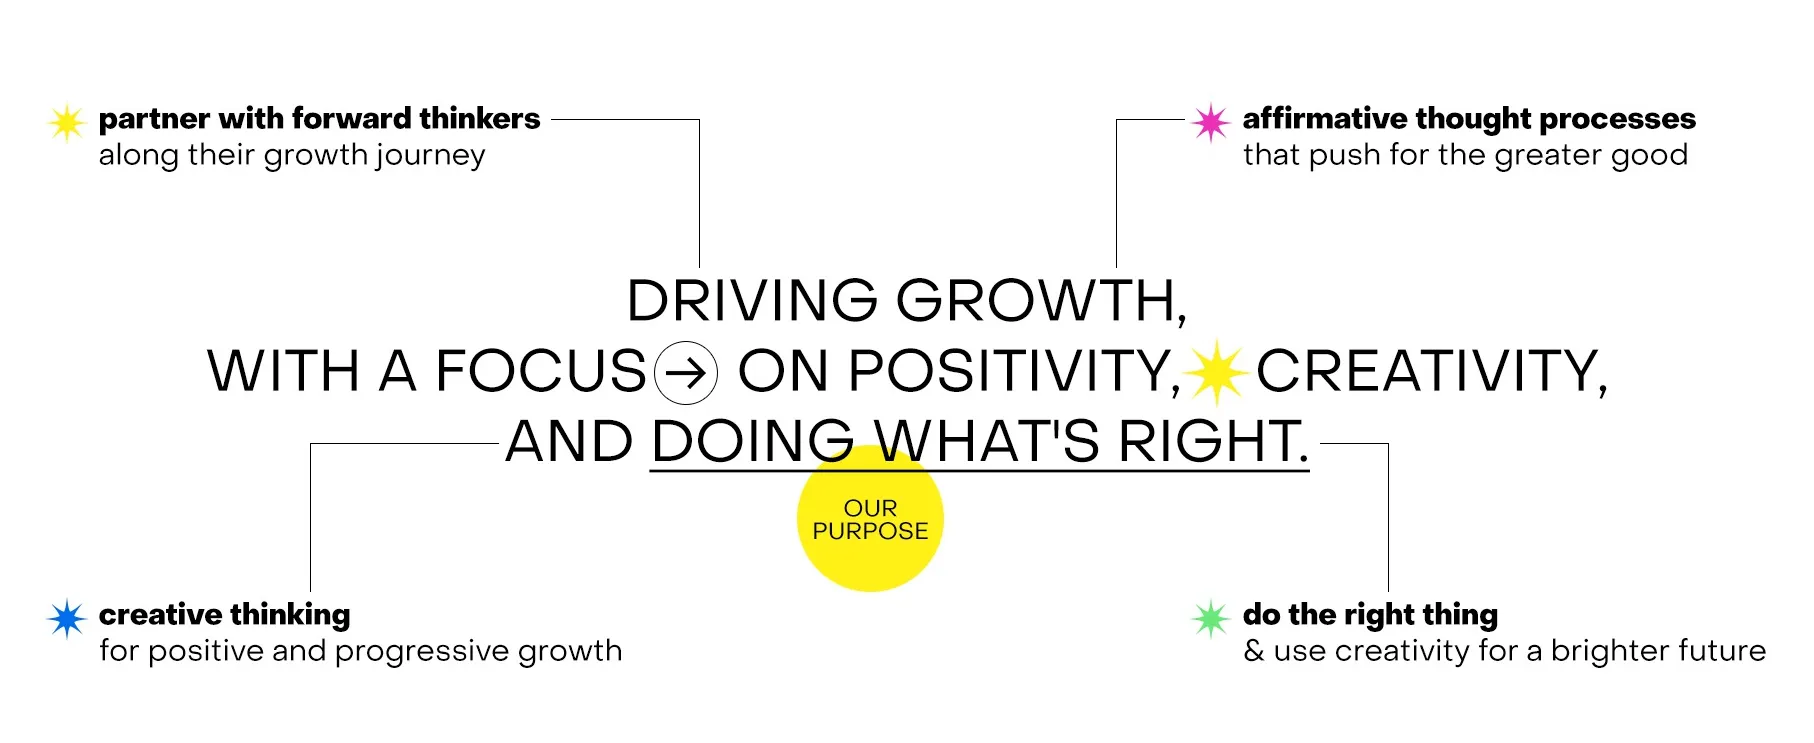 partner with forward thinkers
along their growth journey
affirmative thought processes
that push for the greater good
DRIVING GROWTH,
WITH A FOCUS → ON POSITIVITY, CREATIVITY,
AND DOING WHAT'S RIGHT.
OUR
PURPOSE
creative thinking
for positive and progressive growth
do the right thing
& use creativity for a brighter future